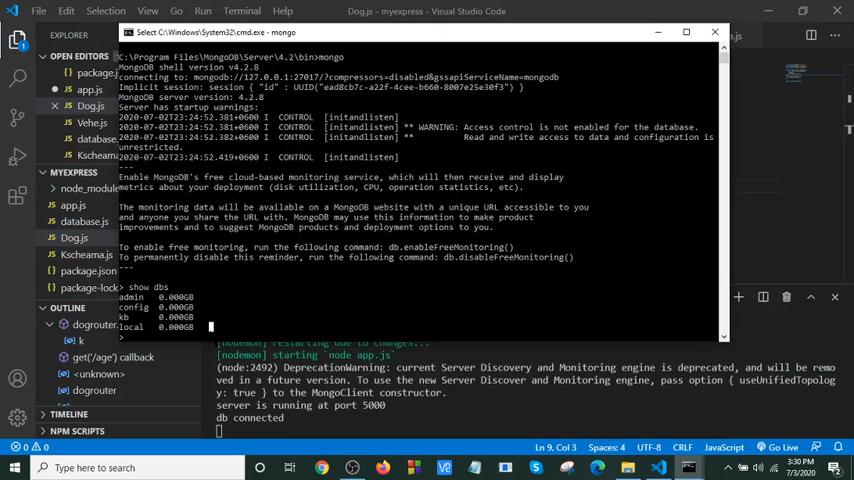 File Edit Selection View Go Run Terminal Help Dog.js - myexpress - Visual Studio Code
EXPLORER
OPEN EDITORS
package.
app.js
Dog.js
Vehe.js
database.
Kschema
MYEXPRESS
node_module
app.js
database.js
Dog.js
Kscheama.js
package.json
package-lock
OUTLINE
dogrouter
k
get('/age') callback
<unknown>
dogrouter
TIMELINE
NPM SCRIPTS
Select C:\Windows\System32\cmd.exe - mongo
C:\Program Files\MongoDB\Server\4.2\bin>mongo
MongoDB shell version v4.2.8
connecting to: mongodb://127.0.0.1:27017/?compressors=disabled&gssapiServiceName=mongodb
Implicit session: session { "id" : UUID("ead8cb7c-a22f-4cee-b660-8007e25e30f3") }
MongoDB server version: 4.2.8
Server has startup warnings:
2020-07-02T23:24:52.381+0600 I CONTROL [initandlisten]
2020-07-02T23:24:52.381+0600 I CONTROL [initandlisten] ** WARNING: Access control is not enabled for the database.
2020-07-02T23:24:52.382+0600 I CONTROL [initandlisten] ** Read and write access to data and configuration is
unrestricted.
2020-07-02T23:24:52.419+0600 I CONTROL [initandlisten]
---
Enable MongoDB's free cloud-based monitoring service, which will then receive and display
metrics about your deployment (disk utilization, CPU, operation statistics, etc).
The monitoring data will be available on a MongoDB website with a unique URL accessible to you
and anyone you share the URL with. MongoDB may use this information to make product
improvements and to suggest MongoDB products and deployment options to you.
To enable free monitoring, run the following command: db.enableFreeMonitoring()
To permanently disable this reminder, run the following command: db.disableFreeMonitoring()
---
> show dbs
admin 0.000GB
config 0.000GB
kb 0.000GB
local 0.000GB
>
a.js
[nodemon] restarting due to changes...
[nodemon] starting `node app.js`
(node:2492) DeprecationWarning: current Server Discovery and Monitoring engine is deprecated, and will be remo
ved in a future version. To use the new Server Discover and Monitoring engine, pass option { useUnifiedTopolog
y: true } to the MongoClient constructor.
server is running at port 5000
db connected
0 0 Ln 9, Col 3 Spaces: 4 UTF-8 CRLF JavaScript Go Live
Type here to search
3:30 PM
7/3/2020